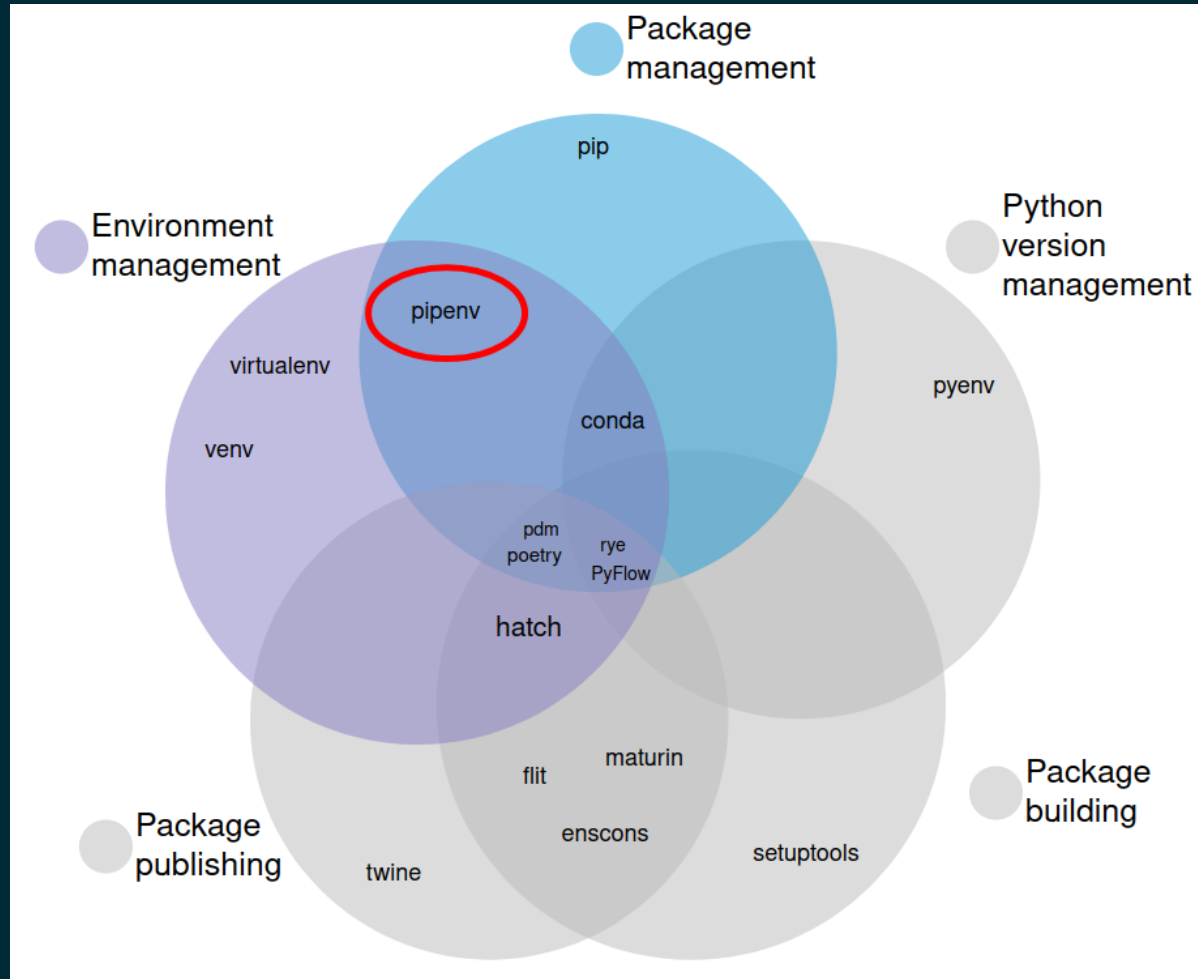 Package
management
pip
Environment
management
Python
version
management
pipenv
virtualenv
pyenv
conda
venv
pdm
poetry
rye
PyFlow
hatch
maturin
flit
enscons
Package
building
Package
publishing
setuptools
twine